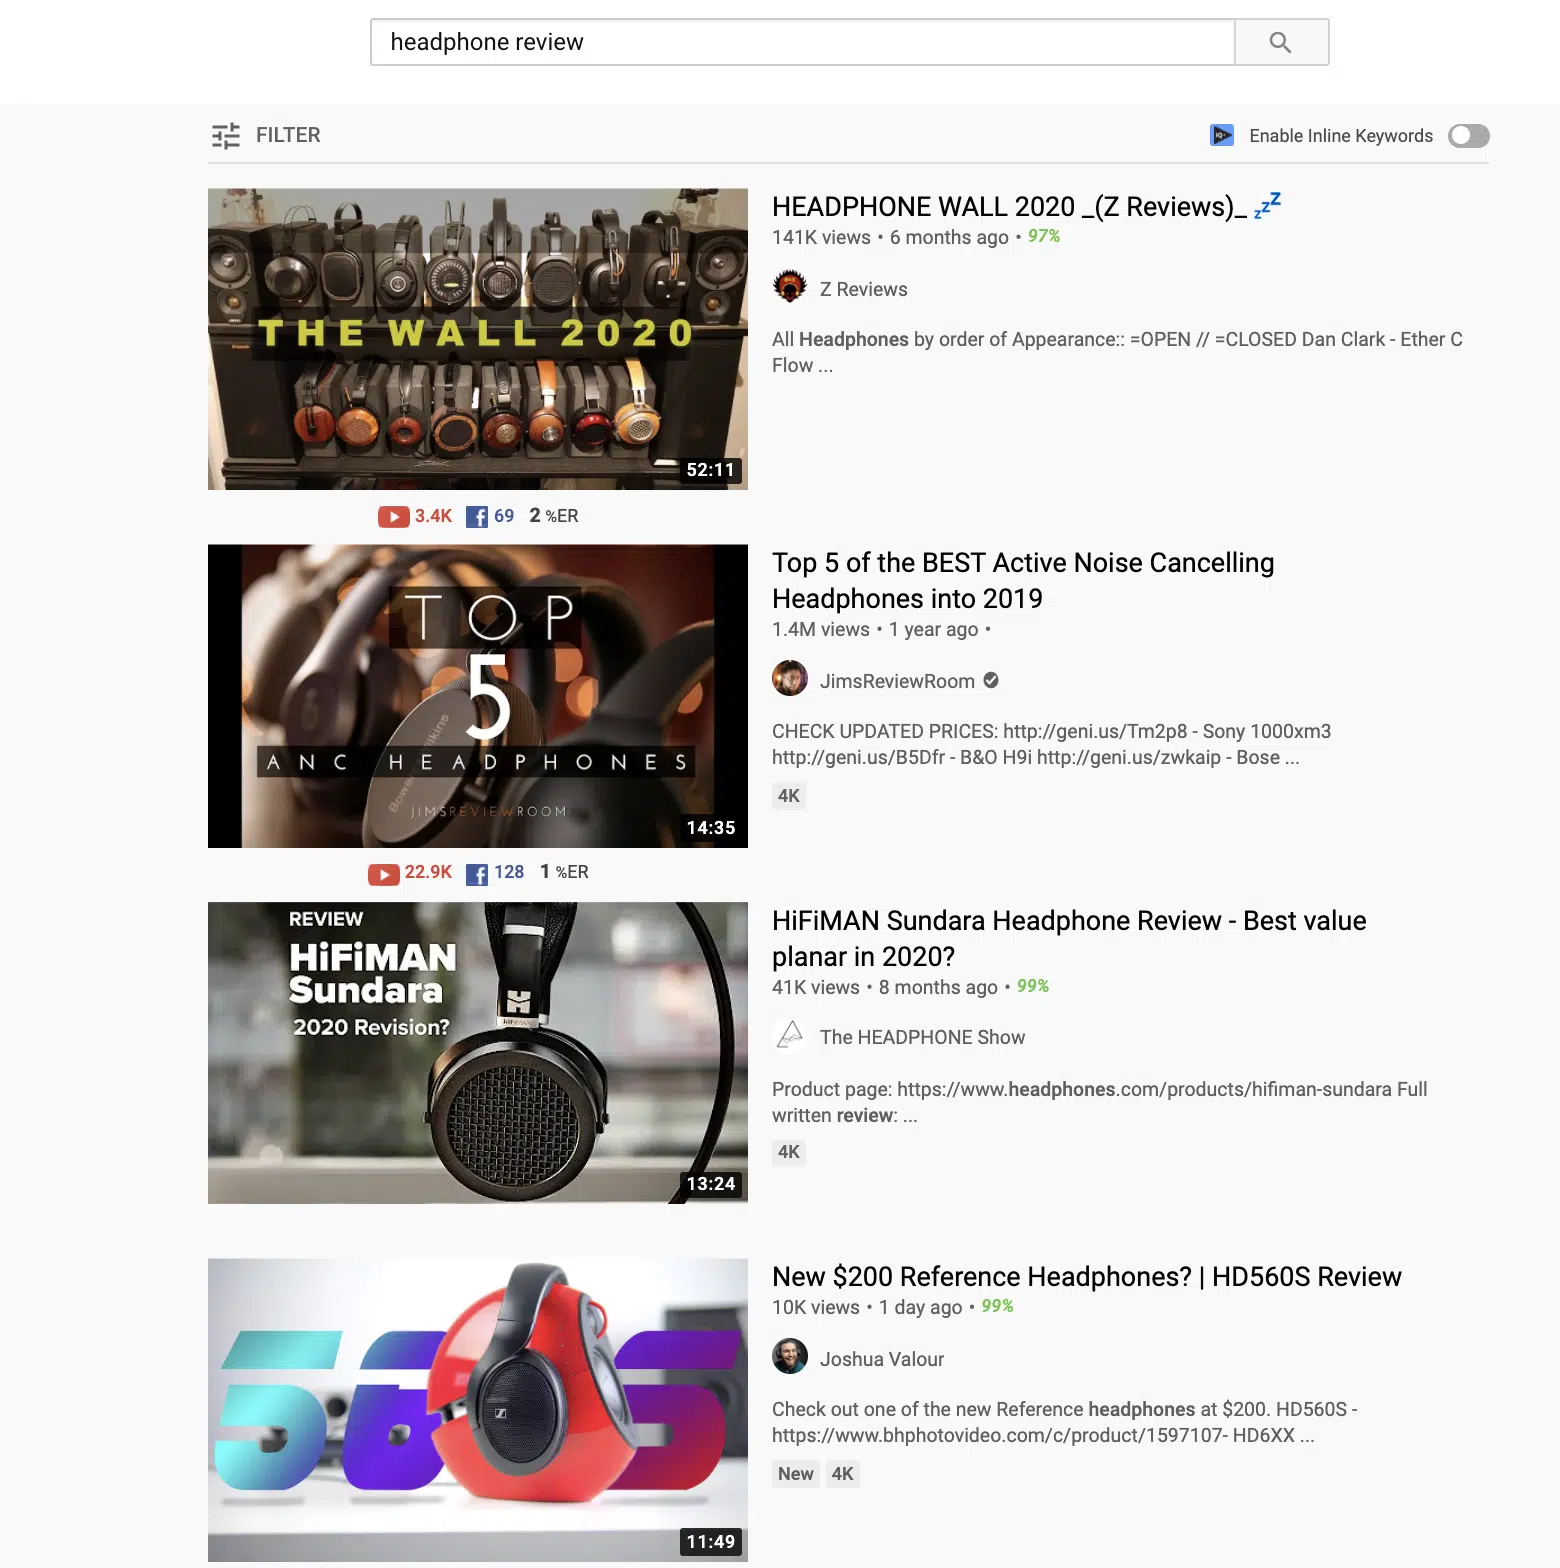 headphone review
FILTER
Enable Inline Keywords
THE WALL 2020
52:11
3.4K 69 2 %ER
HEADPHONE WALL 2020 _(Z Reviews)_ 💤
141K views • 6 months ago • 97%
Z Reviews
All Headphones by order of Appearance:: =OPEN // =CLOSED Dan Clark - Ether C
Flow ...
TOP
5
ANC HEADPHONES
JIMSREVIEWROOM
14:35
22.9K 128 1 %ER
Top 5 of the BEST Active Noise Cancelling
Headphones into 2019
1.4M views • 1 year ago •
JimsReviewRoom
CHECK UPDATED PRICES: http://geni.us/Tm2p8 - Sony 1000xm3
http://geni.us/B5Dfr - B&O H9i http://geni.us/zwkaip - Bose ...
4K
REVIEW
HiFiMAN
Sundara
2020 Revision?
HIFIMAN
13:24
HiFiMAN Sundara Headphone Review - Best value
planar in 2020?
41K views • 8 months ago • 99%
The HEADPHONE Show
Product page: https://www.headphones.com/products/hifiman-sundara Full
written review: ...
4K
560S
11:49
New $200 Reference Headphones? | HD560S Review
10K views • 1 day ago • 99%
Joshua Valour
Check out one of the new Reference headphones at $200. HD560S -
https://www.bhphotovideo.com/c/product/1597107- HD6XX ...
New 4K